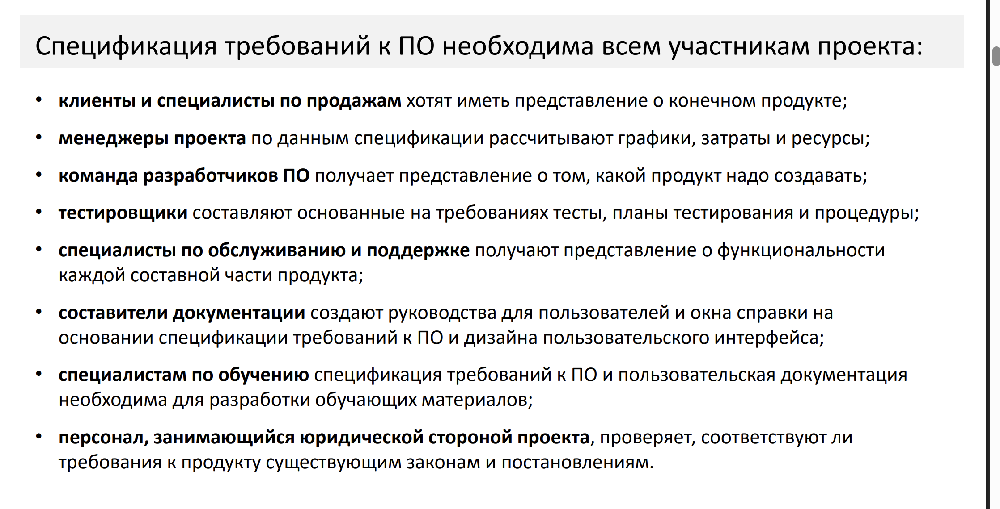 Спецификация требований к ПО необходима всем участникам проекта:
• клиенты и специалисты по продажам хотят иметь представление о конечном продукте;
• менеджеры проекта по данным спецификации рассчитывают графики, затраты и ресурсы;
• команда разработчиков ПО получает представление о том, какой продукт надо создавать;
• тестировщики составляют основанные на требованиях тесты, планы тестирования и процедуры;
• специалисты по обслуживанию и поддержке получают представление о функциональности
каждой составной части продукта;
• составители документации создают руководства для пользователей и окна справки на
основании спецификации требований к ПО и дизайна пользовательского интерфейса;
• специалистам по обучению спецификация требований к ПО и пользовательская документация
необходима для разработки обучающих материалов;
• персонал, занимающийся юридической стороной проекта, проверяет, соответствуют ли
требования к продукту существующим законам и постановлениям.